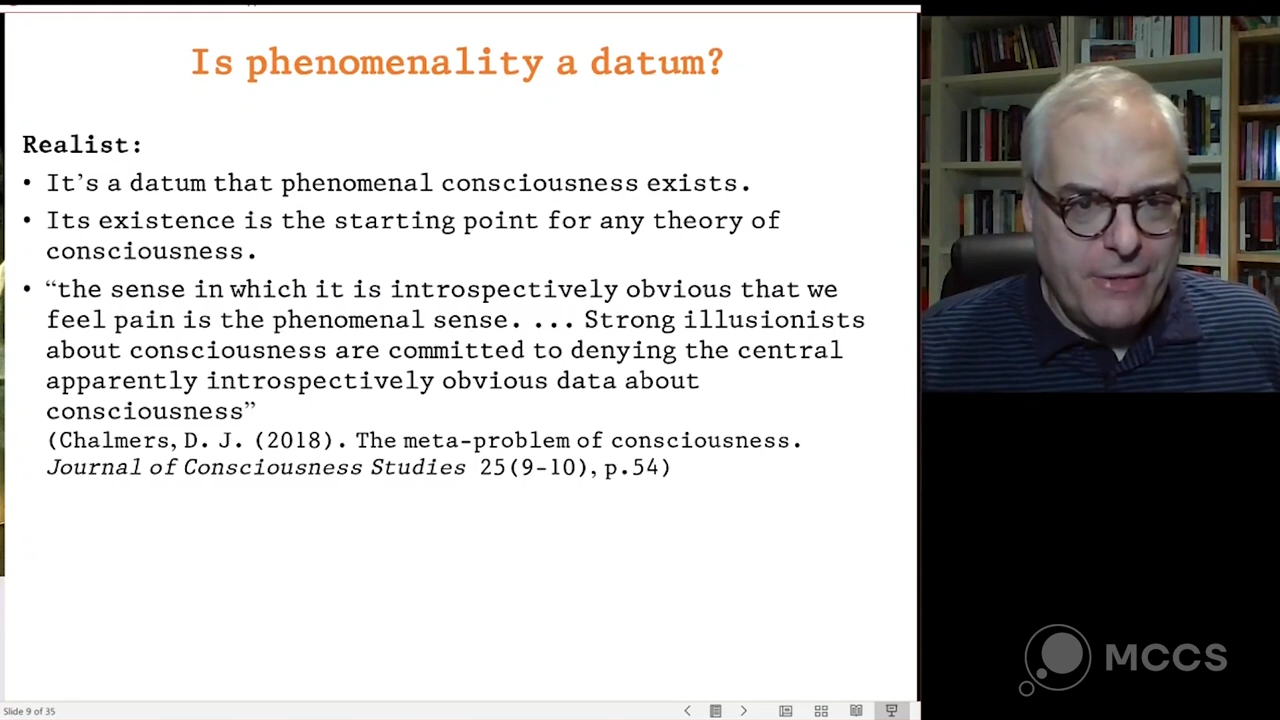 Is phenomenality a datum?
Realist:
• It’s a datum that phenomenal consciousness exists.
• Its existence is the starting point for any theory of
consciousness.
• “the sense in which it is introspectively obvious that we
feel pain is the phenomenal sense. ... Strong illusionists
about consciousness are committed to denying the central
apparently introspectively obvious data about
consciousness”
(Chalmers, D. J. (2018). The meta-problem of consciousness.
Journal of Consciousness Studies 25(9-10), p.54)
MCCS
Slide 9 of 35